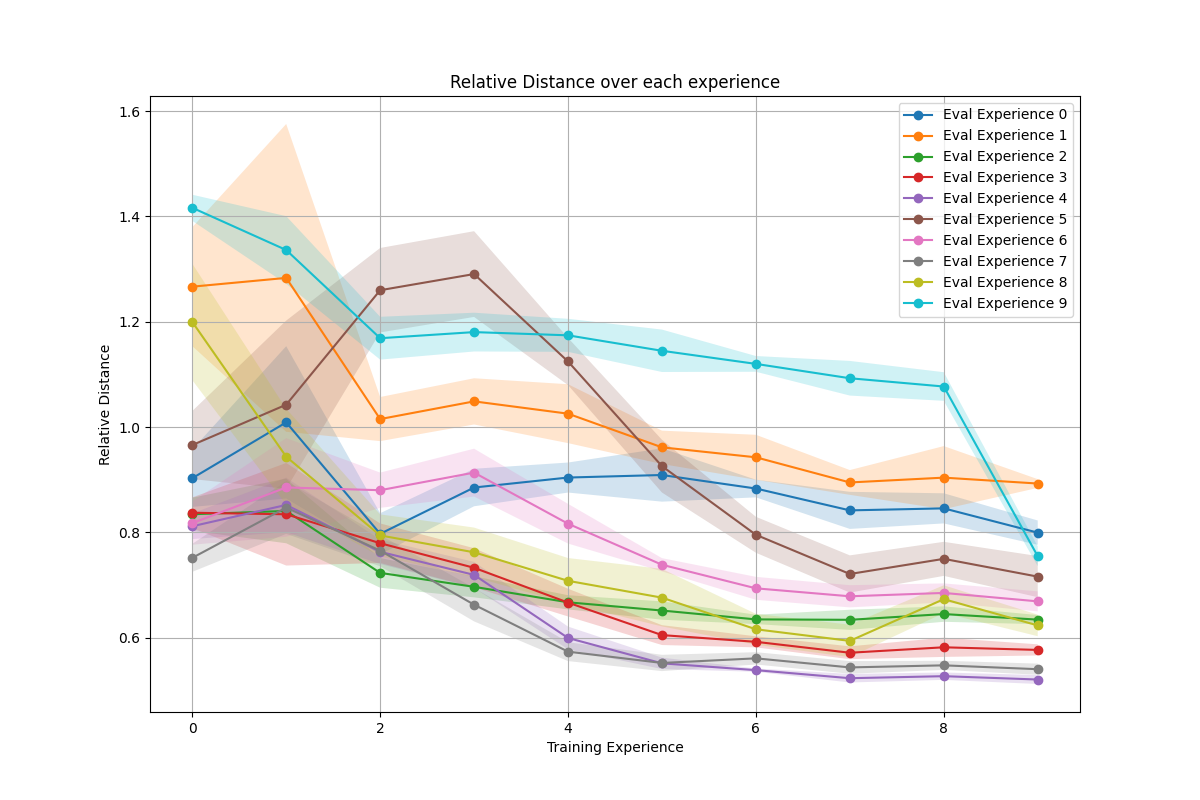 Relative Distance over each experience
Relative Distance
1.6
1.4
1.2
1.0
0.8
0.6
0
2
4
6
8
Training Experience
Eval Experience 0
Eval Experience 1
Eval Experience 2
Eval Experience 3
Eval Experience 4
Eval Experience 5
Eval Experience 6
Eval Experience 7
Eval Experience 8
Eval Experience 9